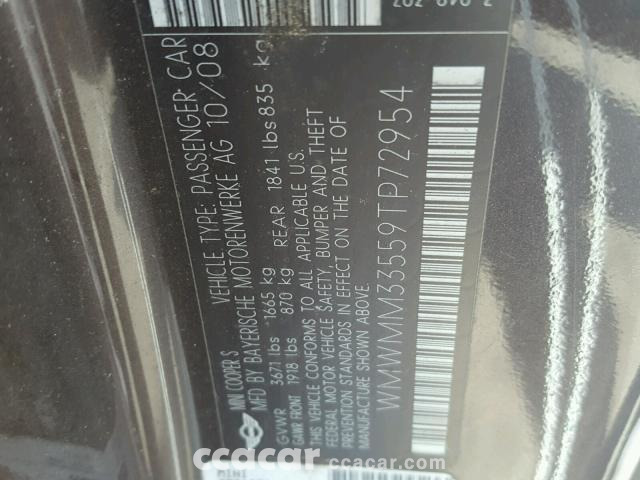 MINI COOPER S VEHICLE TYPE: PASSENGER CAR
MFD BY BAYERISCHE MOTORENWERKE AG 10/08
GVWR 3671 lbs 1665 kg
GAWR FRONT 1918 lbs 870 kg REAR 1841 lbs 835 kg
THIS VEHICLE CONFORMS TO ALL APPLICABLE U.S.
FEDERAL MOTOR VEHICLE SAFETY, BUMPER AND THEFT
PREVENTION STANDARDS IN EFFECT ON THE DATE OF
MANUFACTURE SHOWN ABOVE.
WMWMM33559TP72954
MINI
ccacar.com
ccacar.com